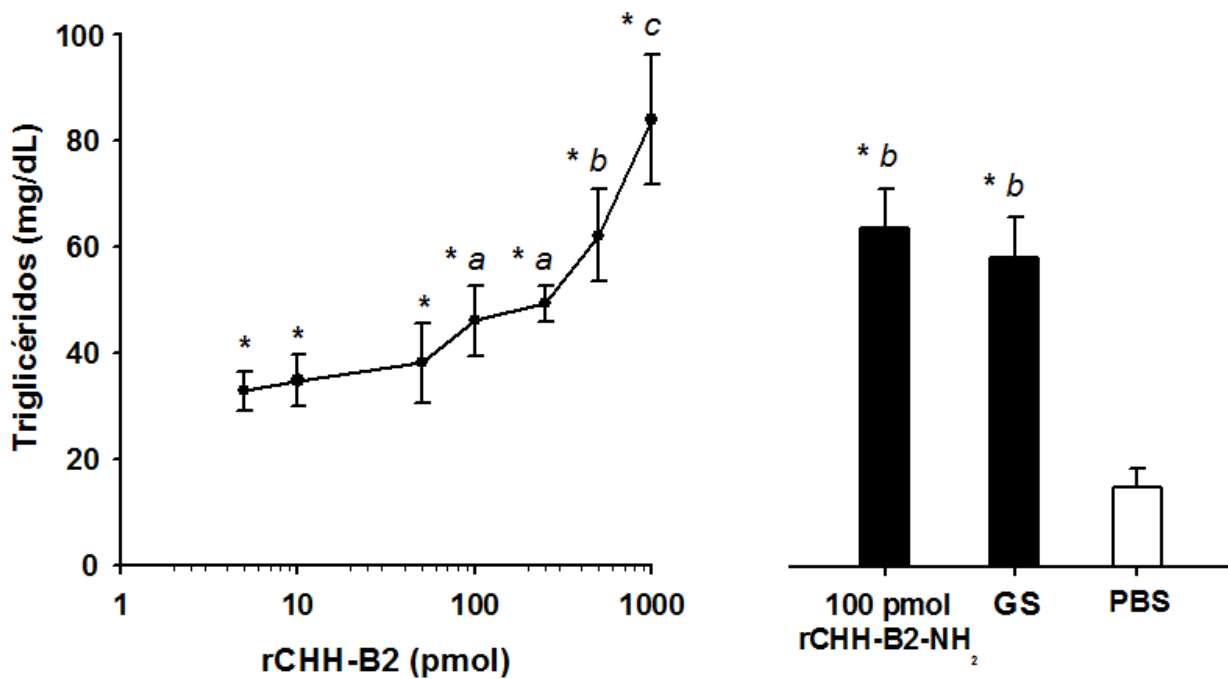 Triglicéridos (mg/dL)
100
80
60
40
20
0
*
*
*
* a
* a
* b
* c
1
10
100
1000
rCHH-B2 (pmol)
* b
* b
100 pmol
rCHH-B2-NH2
GS
PBS